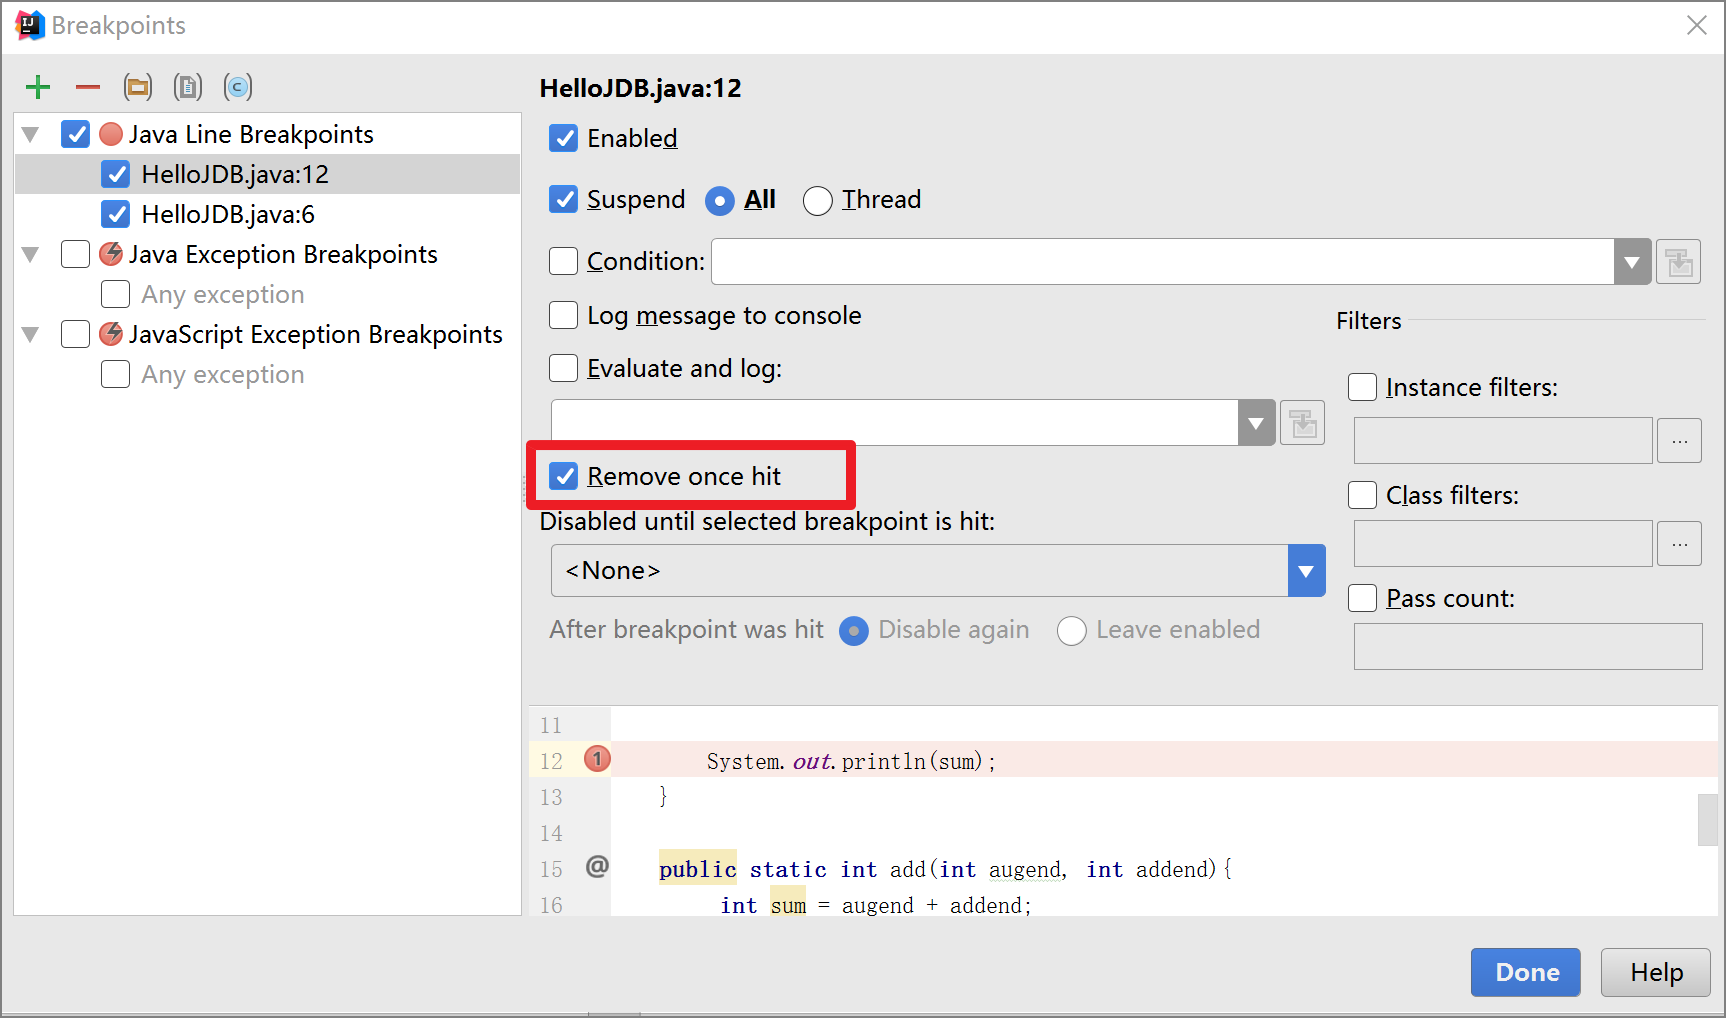 Breakpoints
Java Line Breakpoints
HelloJDB.java:12
HelloJDB.java:6
Java Exception Breakpoints
Any exception
JavaScript Exception Breakpoints
Any exception
HelloJDB.java:12
Enabled
Suspend All Thread
Condition:
Log message to console
Evaluate and log:
Remove once hit
Disabled until selected breakpoint is hit:
<None>
After breakpoint was hit Disable again Leave enabled
Filters
Instance filters:
...
Class filters:
...
Pass count:
11
12 1 System.out.println(sum);
13 }
14
15 @ public static int add(int augend, int addend){
16 int sum = augend + addend;
Done Help